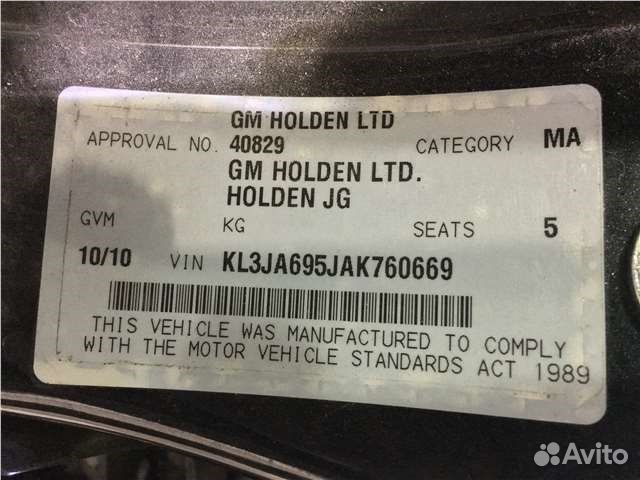 GM HOLDEN LTD
APPROVAL NO. 40829 CATEGORY MA
GM HOLDEN LTD.
HOLDEN JG
GVM KG SEATS 5
10/10 VIN KL3JA695JAK760669
THIS VEHICLE WAS MANUFACTURED TO COMPLY
WITH THE MOTOR VEHICLE STANDARDS ACT 1989
Avito